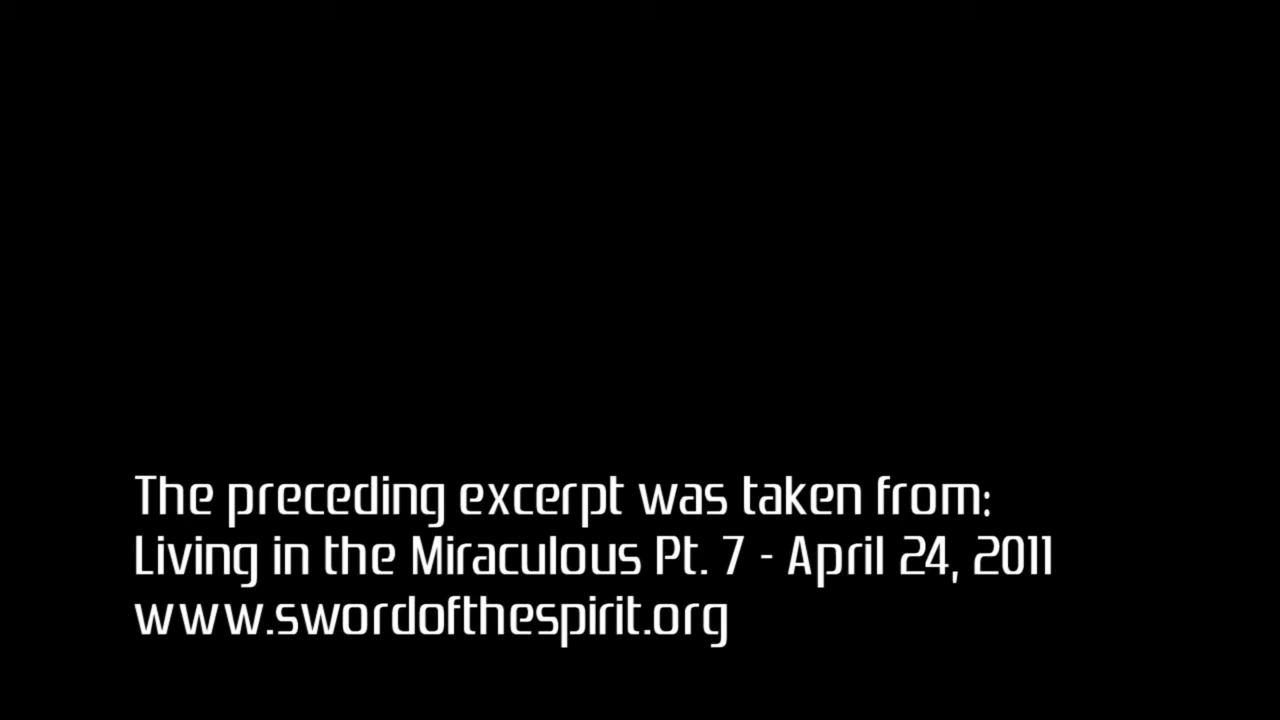 The preceding excerpt was taken from:
Living in the Miraculous Pt. 7 - April 24, 2011
www.swordofthespirit.org